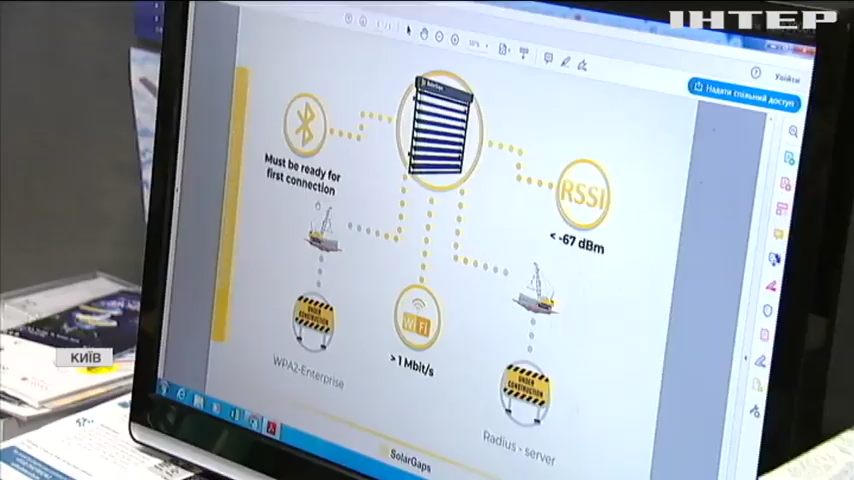 ІНТЕР
Увійти
Надати спільний доступ
Must be ready for
first connection
RSSI
< -67 dBm
UNDER
CONSTRUCTION
WiFi
> 1 Mbit/s
WPA2-Enterprise
UNDER
CONSTRUCTION
Radius - server
SolarGaps
КИЇВ